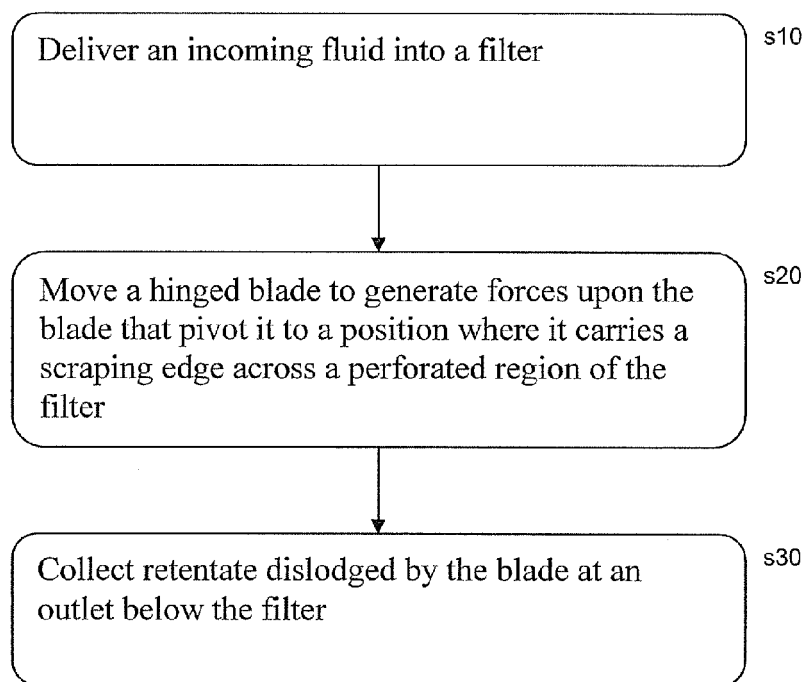 Deliver an incoming fluid into a filter
s10
Move a hinged blade to generate forces upon the
blade that pivot it to a position where it carries a
scraping edge across a perforated region of the
filter
s20
Collect retentate dislodged by the blade at an
outlet below the filter
s30